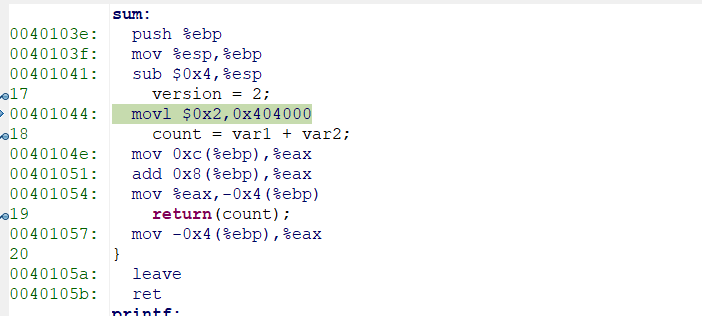 sum:
0040103e: push %ebp
0040103f: mov %esp,%ebp
00401041: sub $0x4,%esp
17 version = 2;
00401044: movl $0x2,0x404000
18 count = var1 + var2;
0040104e: mov 0xc(%ebp),%eax
00401051: add 0x8(%ebp),%eax
00401054: mov %eax,-0x4(%ebp)
19 return(count);
00401057: mov -0x4(%ebp),%eax
20 }
0040105a: leave
0040105b: ret
printf: